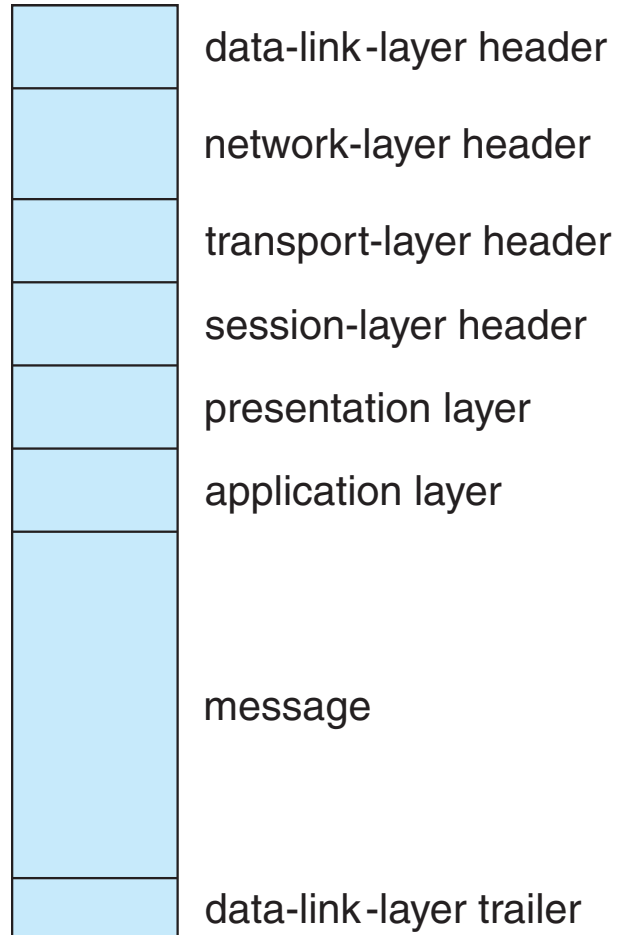 data-link-layer header
network-layer header
transport-layer header
session-layer header
presentation layer
application layer
message
data-link-layer trailer